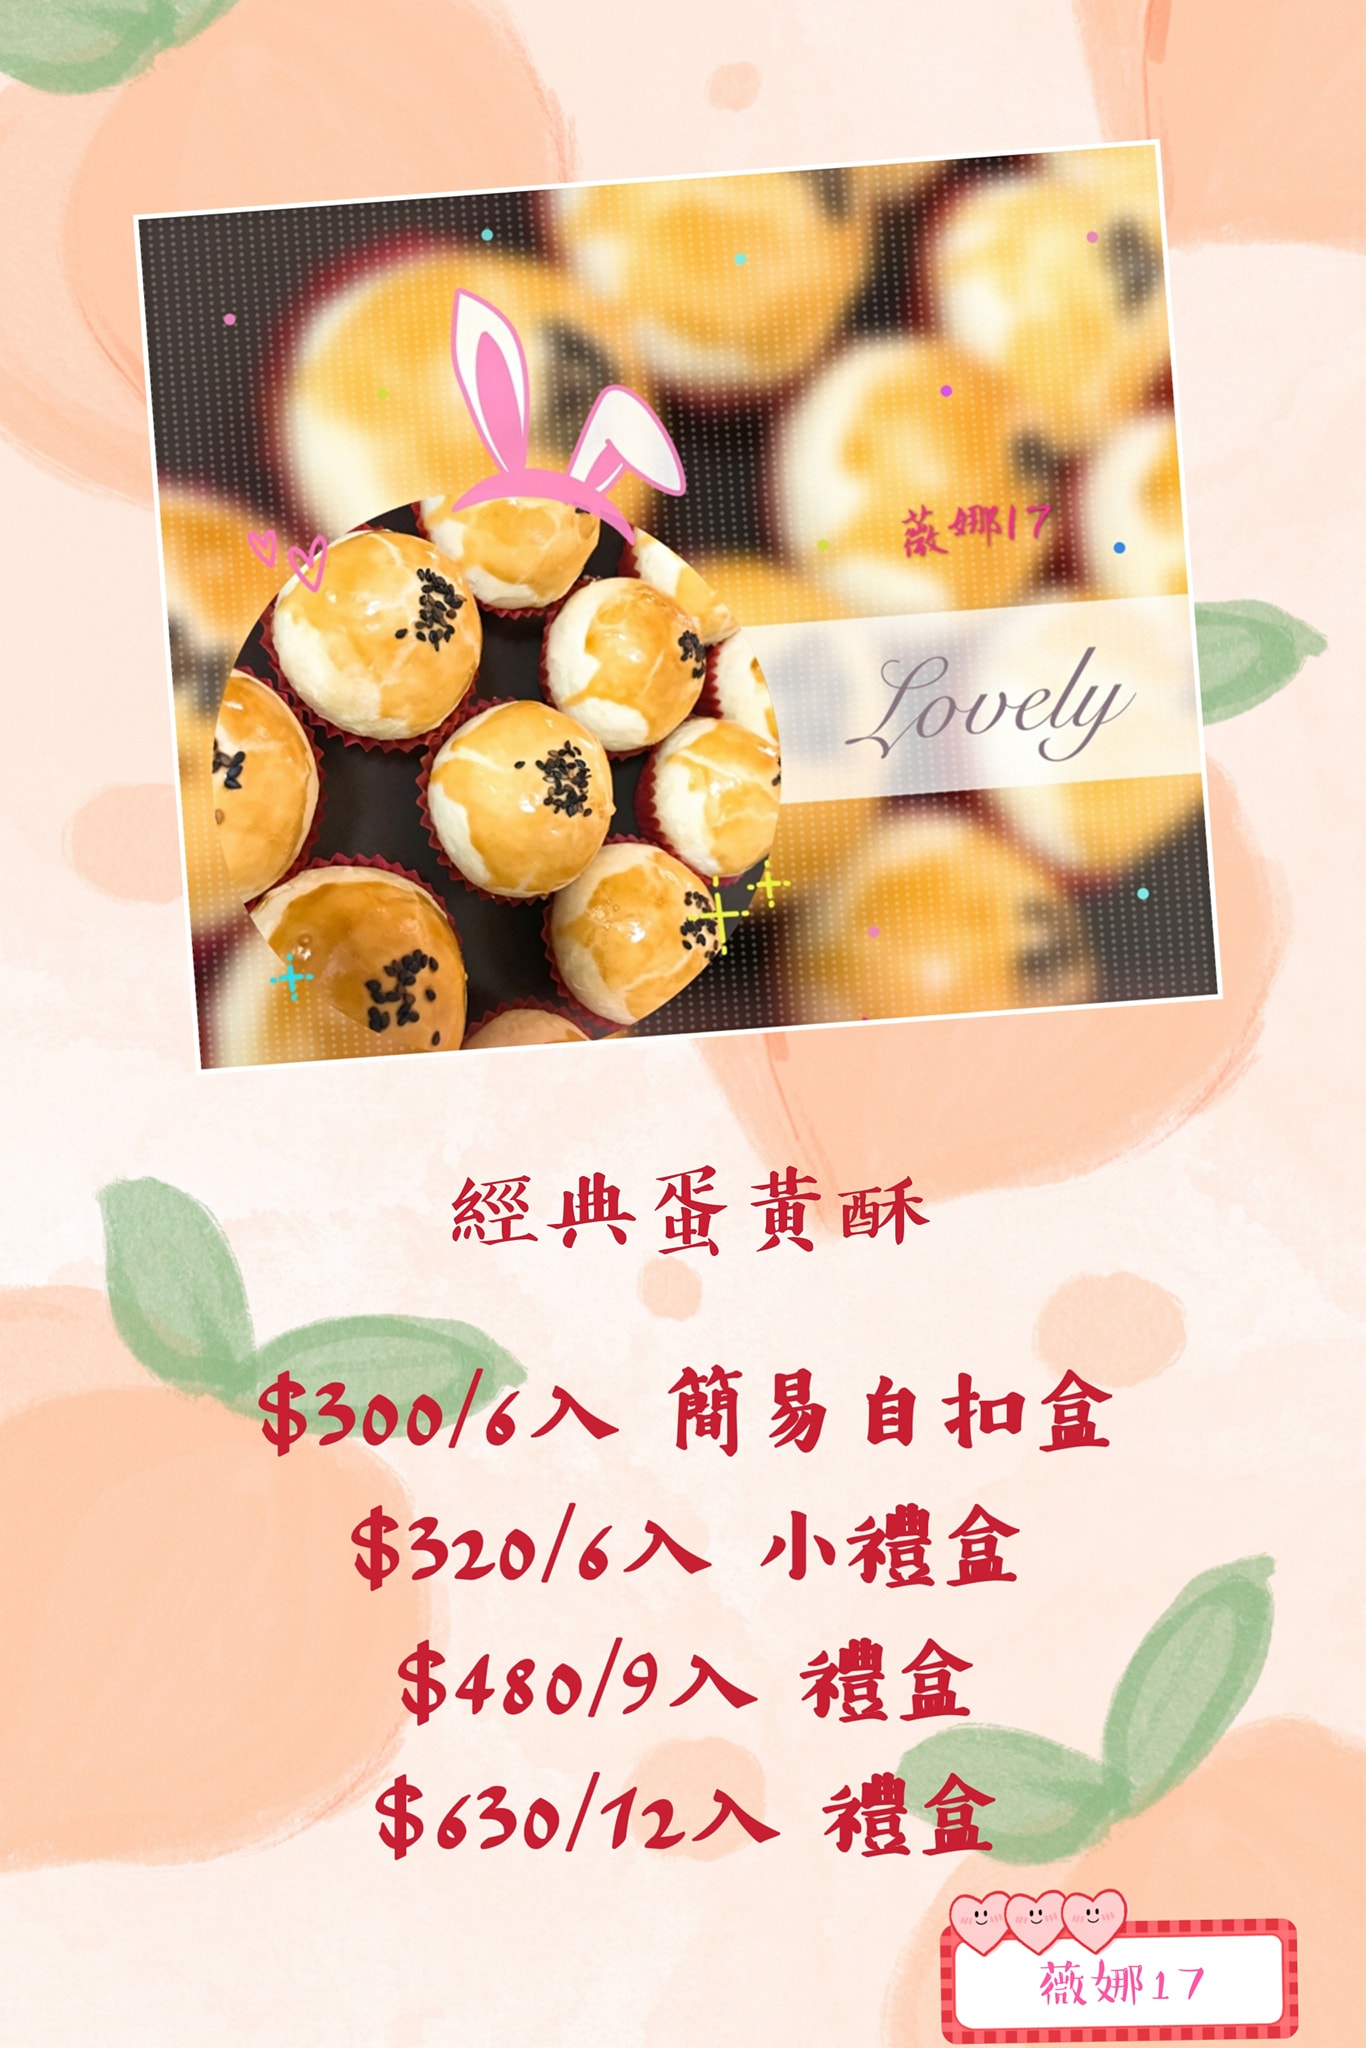 薇娜17
Lovely
經典蛋黃酥
$300/6入 簡易自扣盒
$320/6入 小禮盒
$480/9入 禮盒
$630/12入 禮盒
薇娜17